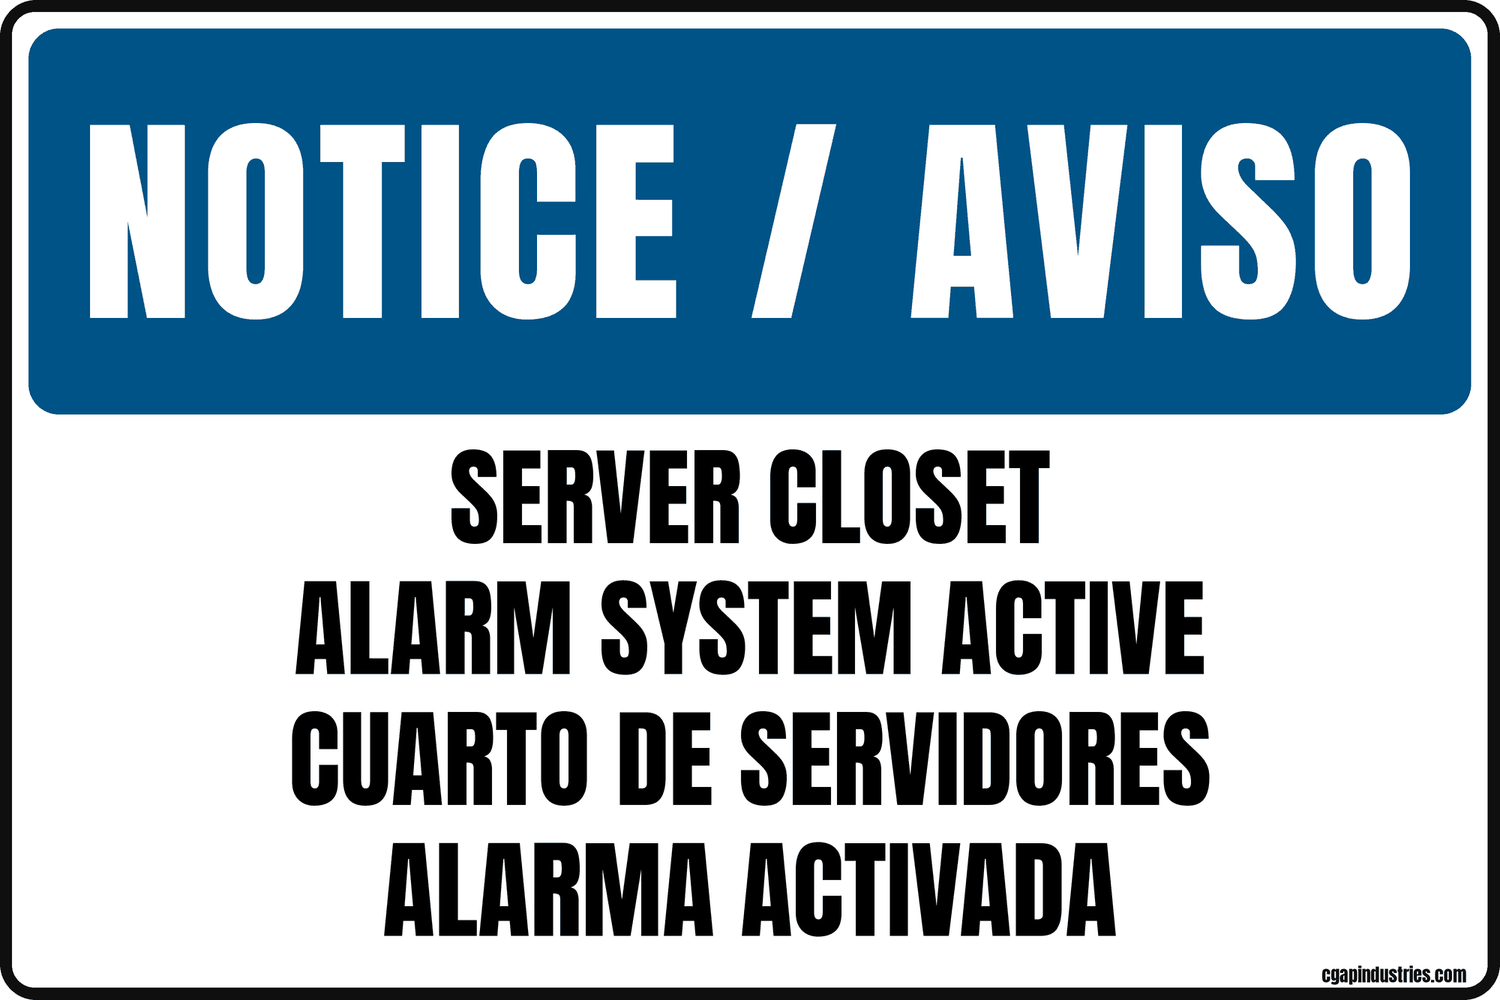 NOTICE / AVISO
SERVER CLOSET
ALARM SYSTEM ACTIVE
CUARTO DE SERVIDORES
ALARMA ACTIVADA
cgapindustries.com